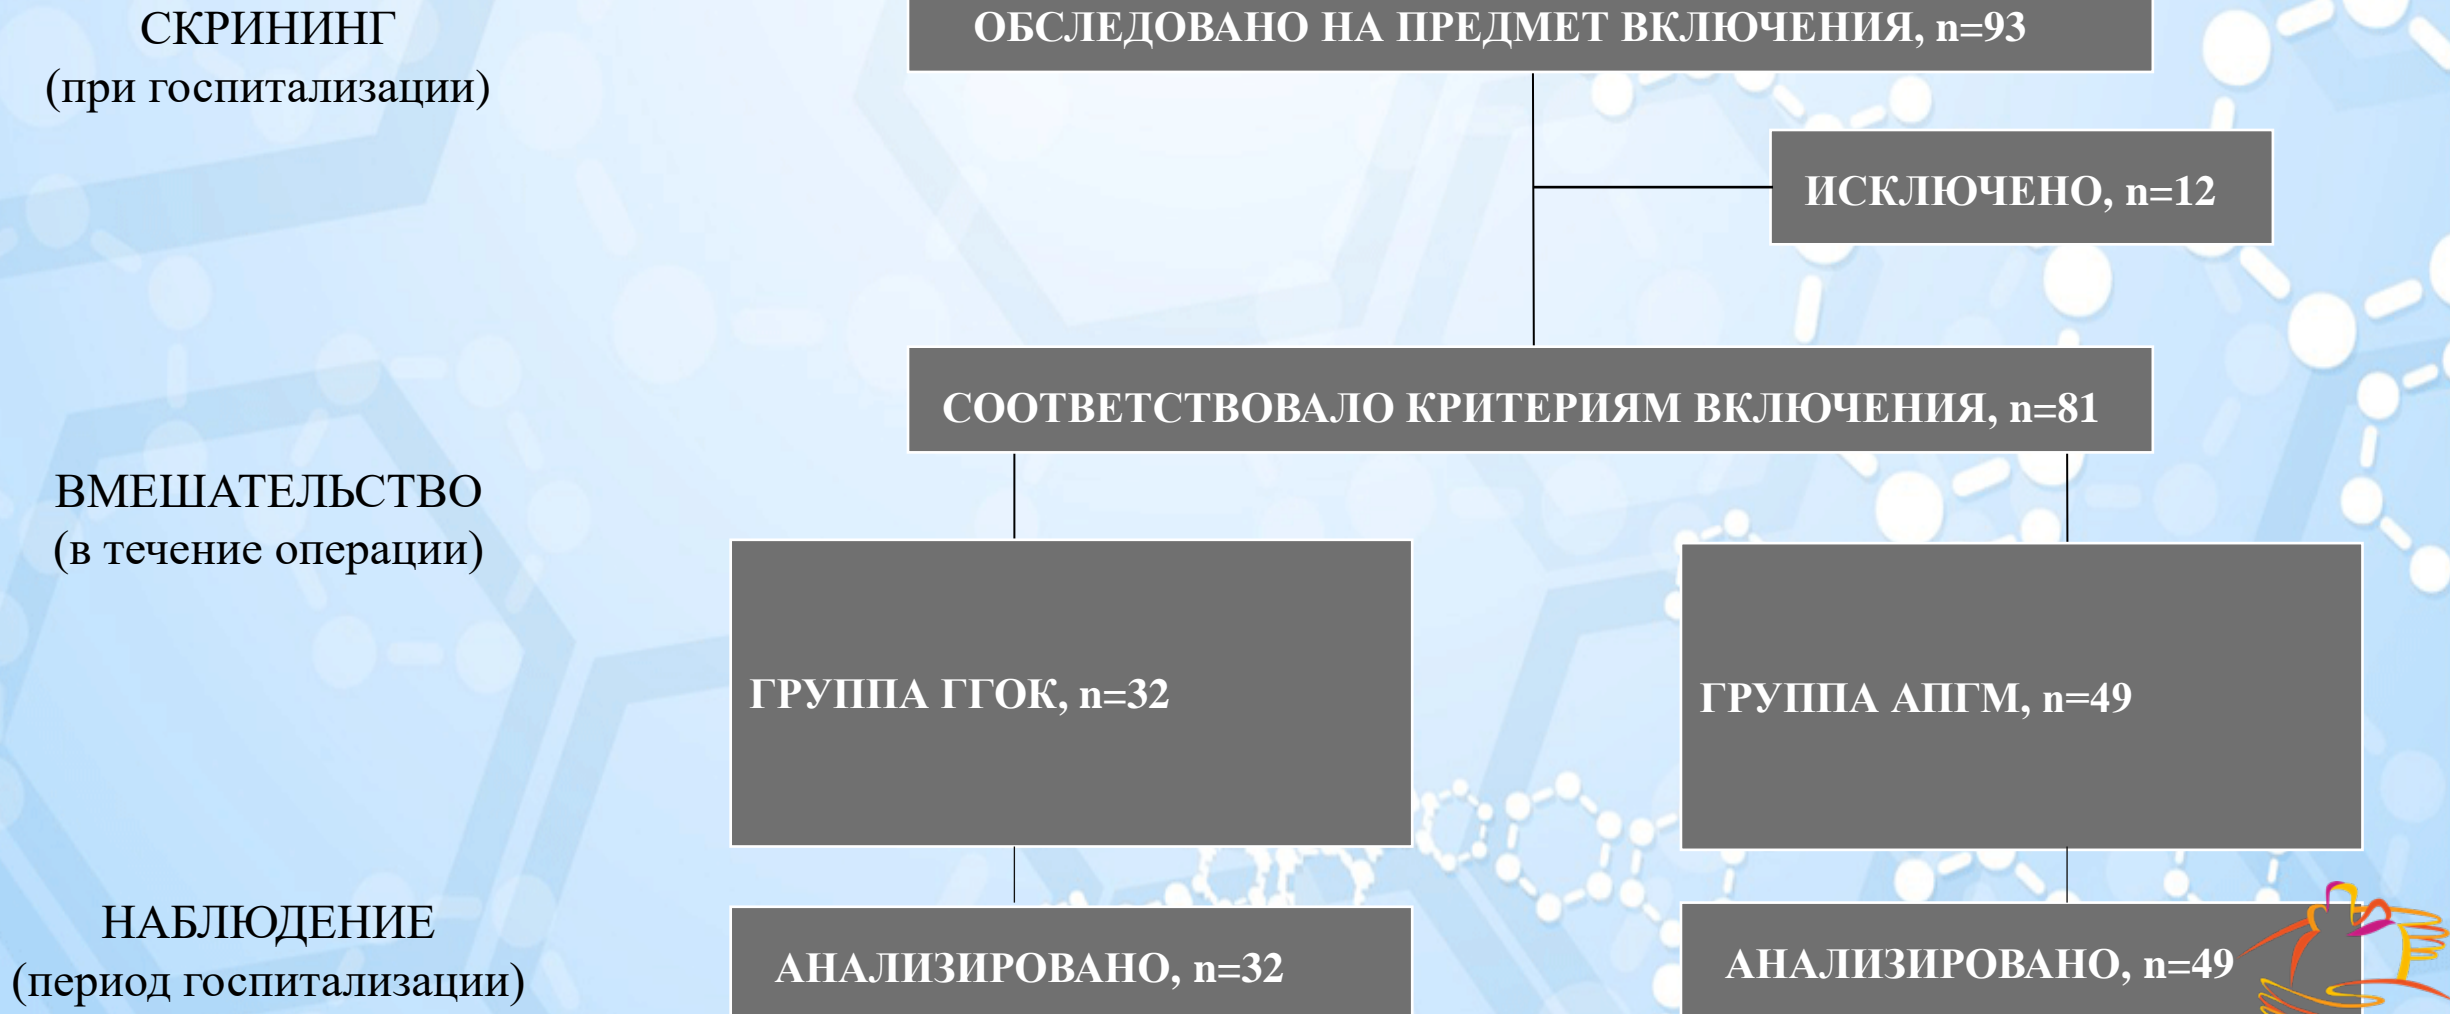 СКРИНИНГ
(при госпитализации)
ОБСЛЕДОВАНО НА ПРЕДМЕТ ВКЛЮЧЕНИЯ, n=93
ИСКЛЮЧЕНО, n=12
СООТВЕТСТВОВАЛО КРИТЕРИЯМ ВКЛЮЧЕНИЯ, n=81
ВМЕШАТЕЛЬСТВО
(в течение операции)
ГРУППА ГГОК, n=32
ГРУППА АПГМ, n=49
НАБЛЮДЕНИЕ
(период госпитализации)
АНАЛИЗИРОВАНО, n=32
АНАЛИЗИРОВАНО, n=49